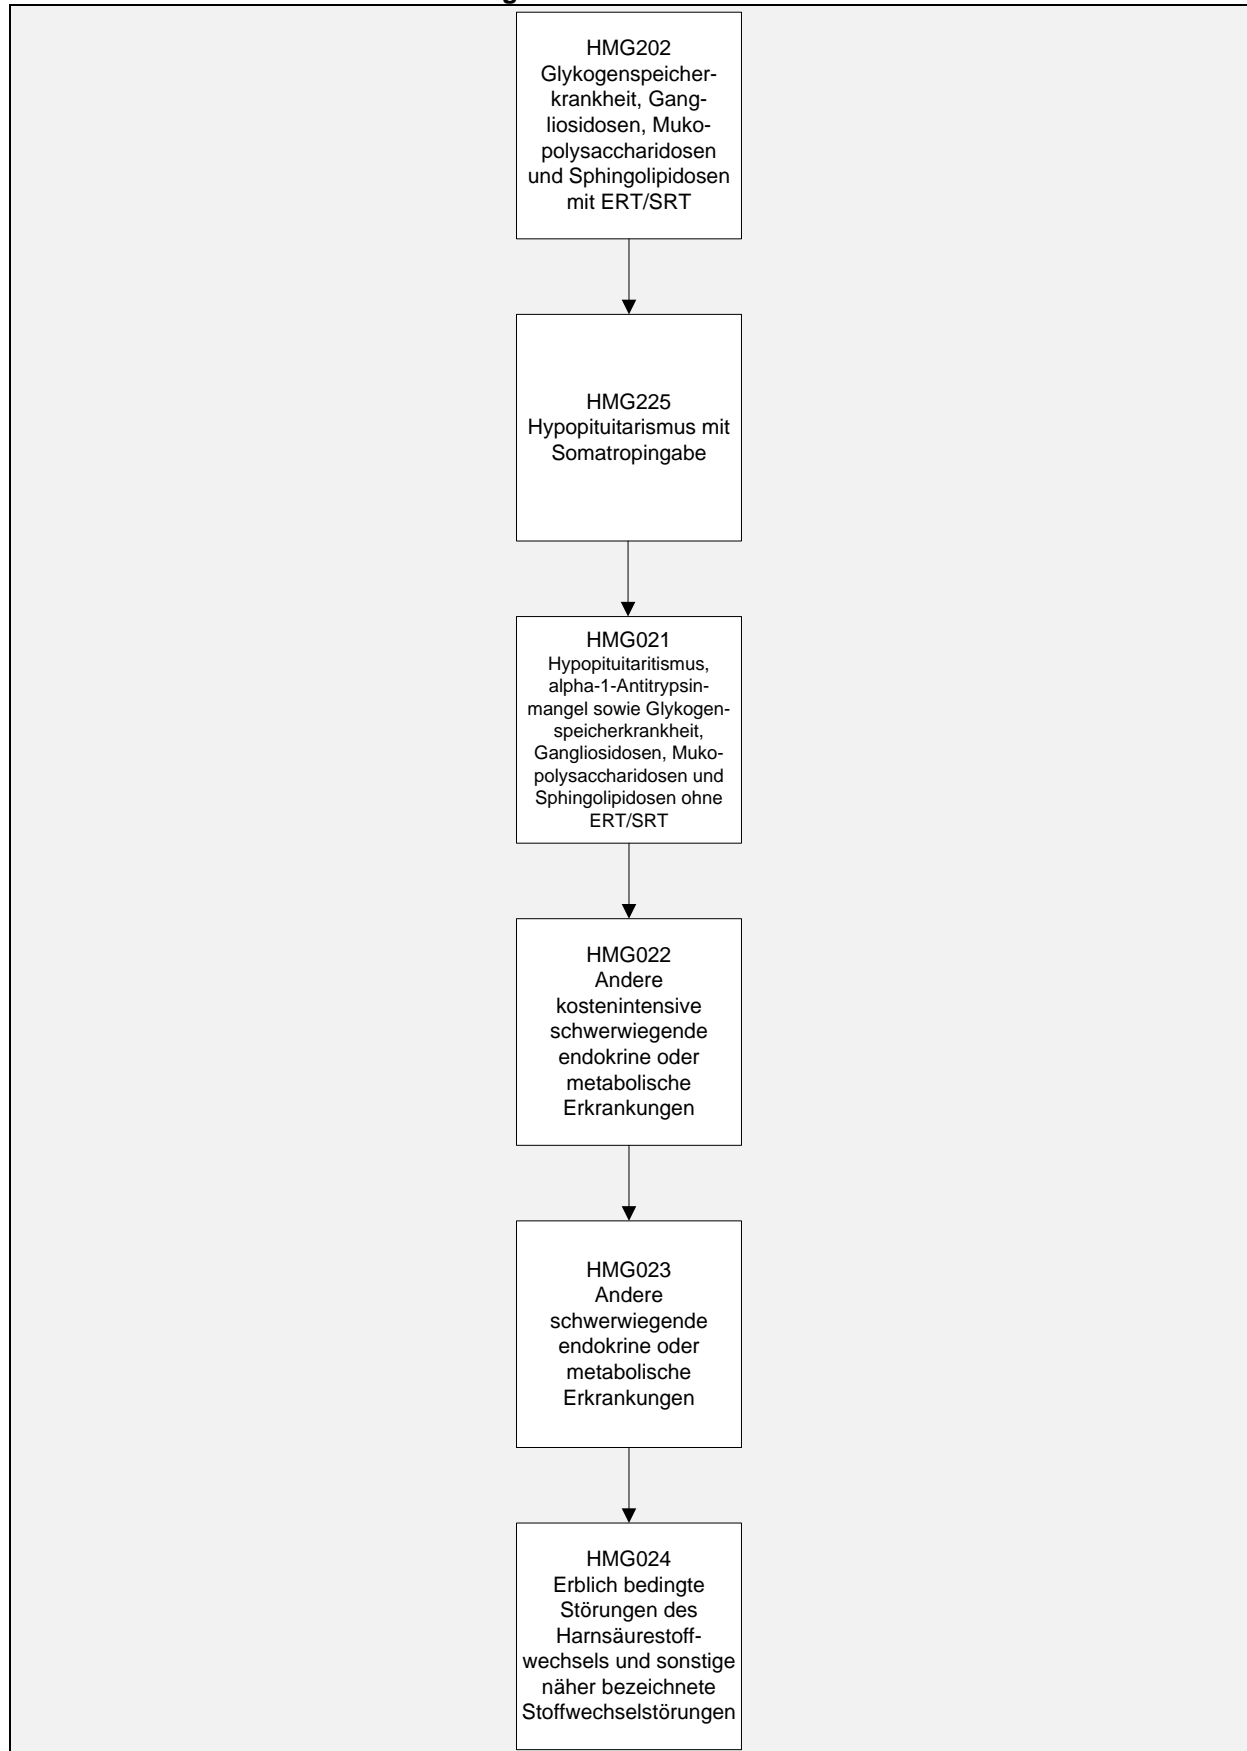 HMG202
Glykogenspeicher-
krankheit, Gang-
liosidosen, Muko-
polysaccharidosen
und Sphingolipidosen
mit ERT/SRT
HMG225
Hypopituitarismus mit
Somatropingabe
HMG021
Hypopituitaritismus,
alpha-1-Antitrypsin-
mangel sowie Glykogen-
speicherkrankheit,
Gangliosidosen, Muko-
polysaccharidosen und
Sphingolipidosen ohne
ERT/SRT
HMG022
Andere
kostenintensive
schwerwiegende
endokrine oder
metabolische
Erkrankungen
HMG023
Andere
schwerwiegende
endokrine oder
metabolische
Erkrankungen
HMG024
Erblich bedingte
Störungen des
Harnsäurestoff-
wechsels und sonstige
näher bezeichnete
Stoffwechselstörungen